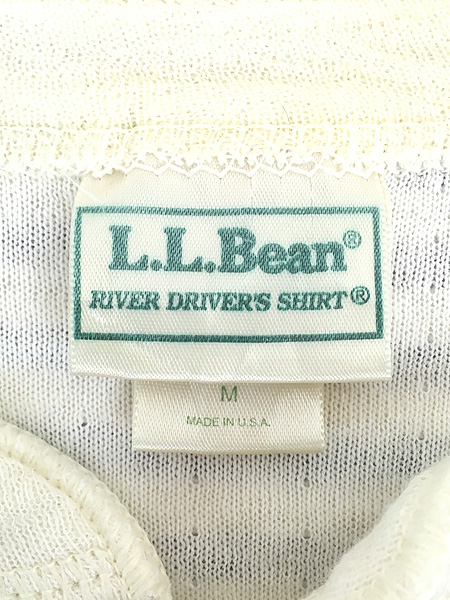 L.L.Bean®
RIVER DRIVER'S SHIRT®
M
MADE IN U.S.A.